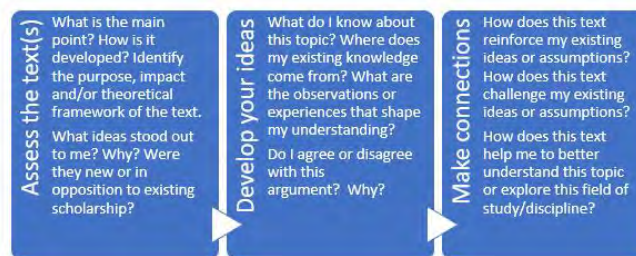 Assess the text(s)
What is the main
point? How is it
developed? Identify
the purpose, impact
and/or theoretical
framework of the text.
What ideas stood out
to me? Why? Were
they new or in
opposition to existing
scholarship?
Develop your ideas
What do I know about
this topic? Where does
my existing knowledge
come from? What are
the observations or
experiences that shape
my understanding?
Do I agree or disagree
with this
argument? Why?
Make connections
How does this text
reinforce my existing
ideas or assumptions?
How does this text
challenge my existing
ideas or assumptions?
How does this text
help me to better
understand this topic
or explore this field of
study/discipline?